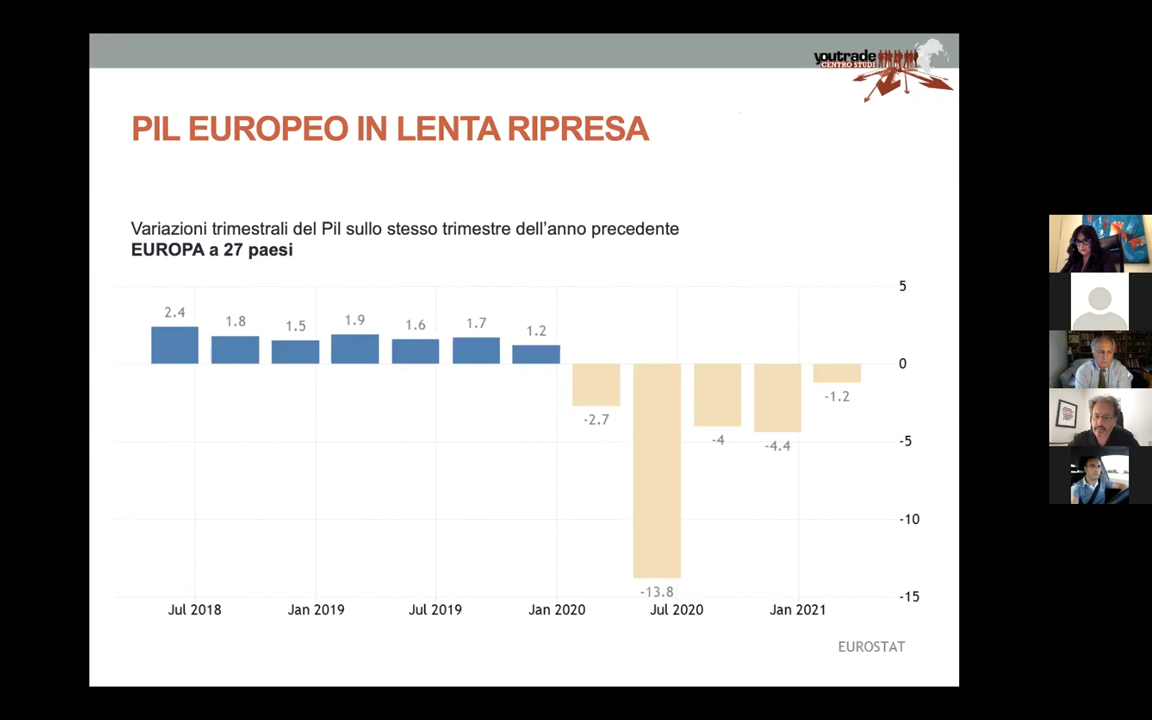 youtrade
CENTRO STUDI
PIL EUROPEO IN LENTA RIPRESA
Variazioni trimestrali del Pil sullo stesso trimestre dell'anno precedente
EUROPA a 27 paesi
5
2.4
1.8
1.5
1.9
1.6
1.7
1.2
0
-2.7
-13.8
-4
-4.4
-1.2
-5
-10
-15
Jul 2018
Jan 2019
Jul 2019
Jan 2020
Jul 2020
Jan 2021
EUROSTAT